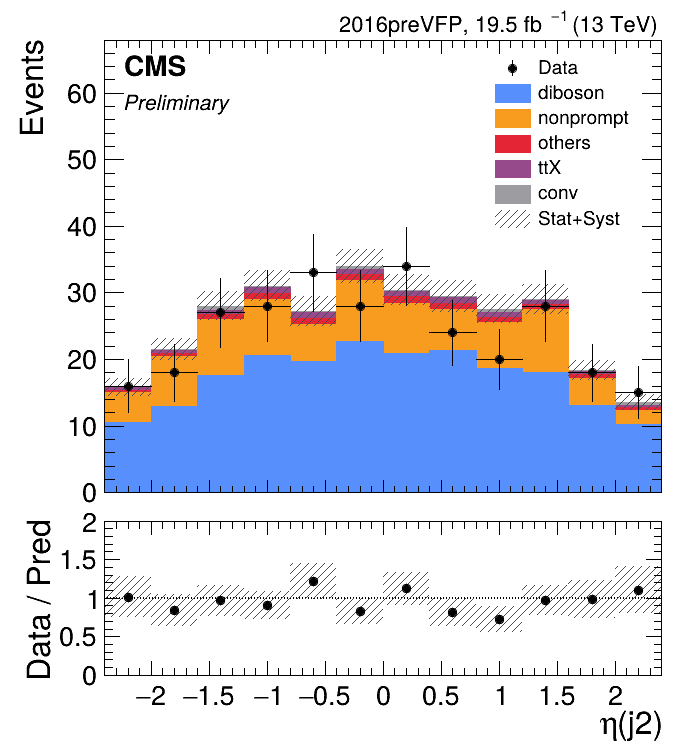 2016preVFP, 19.5 fb⁻¹ (13 TeV)
CMS
Preliminary
Events
60
50
40
30
20
10
0
Data
diboson
nonprompt
others
ttX
conv
Stat+Syst
Data / Pred
2
1.5
1
0.5
0
−2 −1.5 −1 −0.5 0 0.5 1 1.5 2
η(j2)